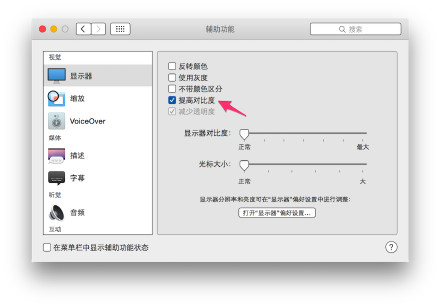 辅助功能
搜索
视觉
显示器
缩放
VoiceOver
媒体
描述
字幕
听觉
音频
互动
反转颜色
使用灰度
不带颜色区分
提高对比度
减少透明度
显示器对比度:
正常 最大
光标大小:
正常 大
显示器分辨率和亮度可在“显示器”偏好设置中进行调整:
打开“显示器”偏好设置...
在菜单栏中显示辅助功能状态
?